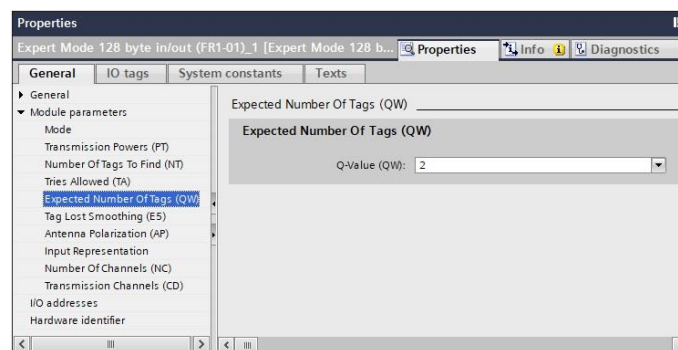 Properties
Expert Mode 128 byte in/out (FR1-01)_1 [Expert Mode 128 b...
Properties
Info
Diagnostics
General
IO tags
System constants
Texts
General
Module parameters
Mode
Transmission Powers (PT)
Number Of Tags To Find (NT)
Tries Allowed (TA)
Expected Number Of Tags (QW)
Tag Lost Smoothing (E5)
Antenna Polarization (AP)
Input Representation
Number Of Channels (NC)
Transmission Channels (CD)
I/O addresses
Hardware identifier
Expected Number Of Tags (QW)
Expected Number Of Tags (QW)
Q-Value (QW): 2